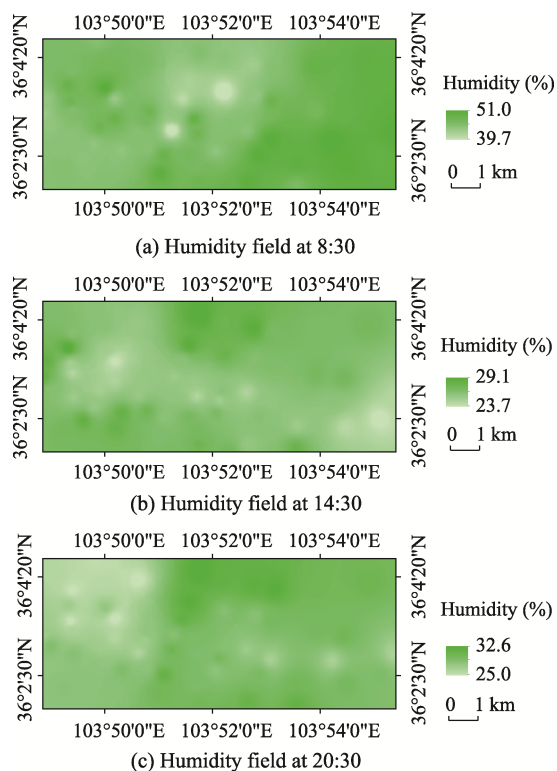 103°50'0"E 103°52'0"E 103°54'0"E
36°4'20"N 36°4'20"N
36°2'30"N 36°2'30"N
Humidity (%)
51.0
39.7
0 1 km
103°50'0"E 103°52'0"E 103°54'0"E
(a) Humidity field at 8:30
103°50'0"E 103°52'0"E 103°54'0"E
36°4'20"N 36°4'20"N
36°2'30"N 36°2'30"N
Humidity (%)
29.1
23.7
0 1 km
103°50'0"E 103°52'0"E 103°54'0"E
(b) Humidity field at 14:30
103°50'0"E 103°52'0"E 103°54'0"E
36°4'20"N 36°4'20"N
36°2'30"N 36°2'30"N
Humidity (%)
32.6
25.0
0 1 km
103°50'0"E 103°52'0"E 103°54'0"E
(c) Humidity field at 20:30